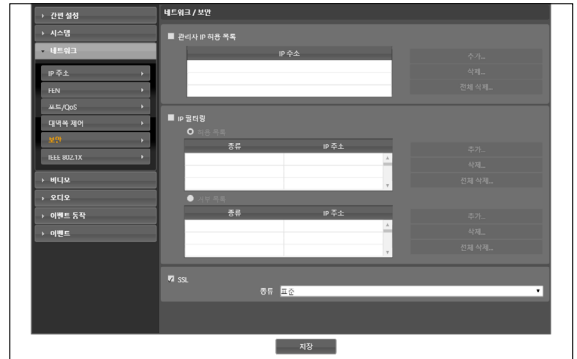 간편 설정
시스템
네트워크
IP 주소
FEN
포트/QoS
대역폭 제어
보안
IEEE 802.1X
비디오
오디오
이벤트 동작
이벤트
네트워크 / 보안
관리자 IP 허용 목록
IP 주소
추가...
삭제...
전체 삭제...
IP 필터링
허용 목록
종류
IP 주소
추가...
삭제...
전체 삭제...
거부 목록
종류
IP 주소
추가...
삭제...
전체 삭제...
SSL
종류
표준
저장